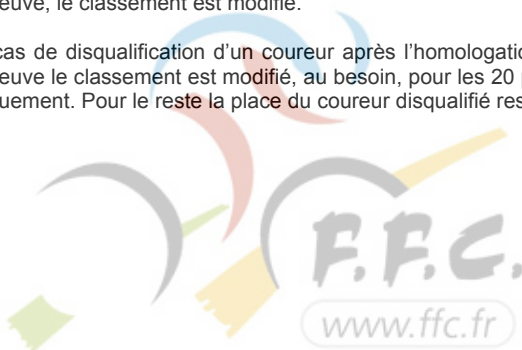 euve, le classement est modifié.
cas de disqualification d'un coureur après l'homologatio
euve le classement est modifié, au besoin, pour les 20 p
uement. Pour le reste la place du coureur disqualifié res
F.F.C.
www.ffc.fr